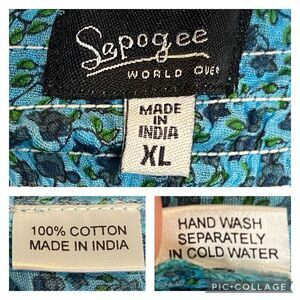 Sapogee
WORLD OVER
MADE IN
INDIA
XL
100% COTTON
MADE IN INDIA
HAND WASH
SEPARATELY
IN COLD WATER
PIC•COLLAGE